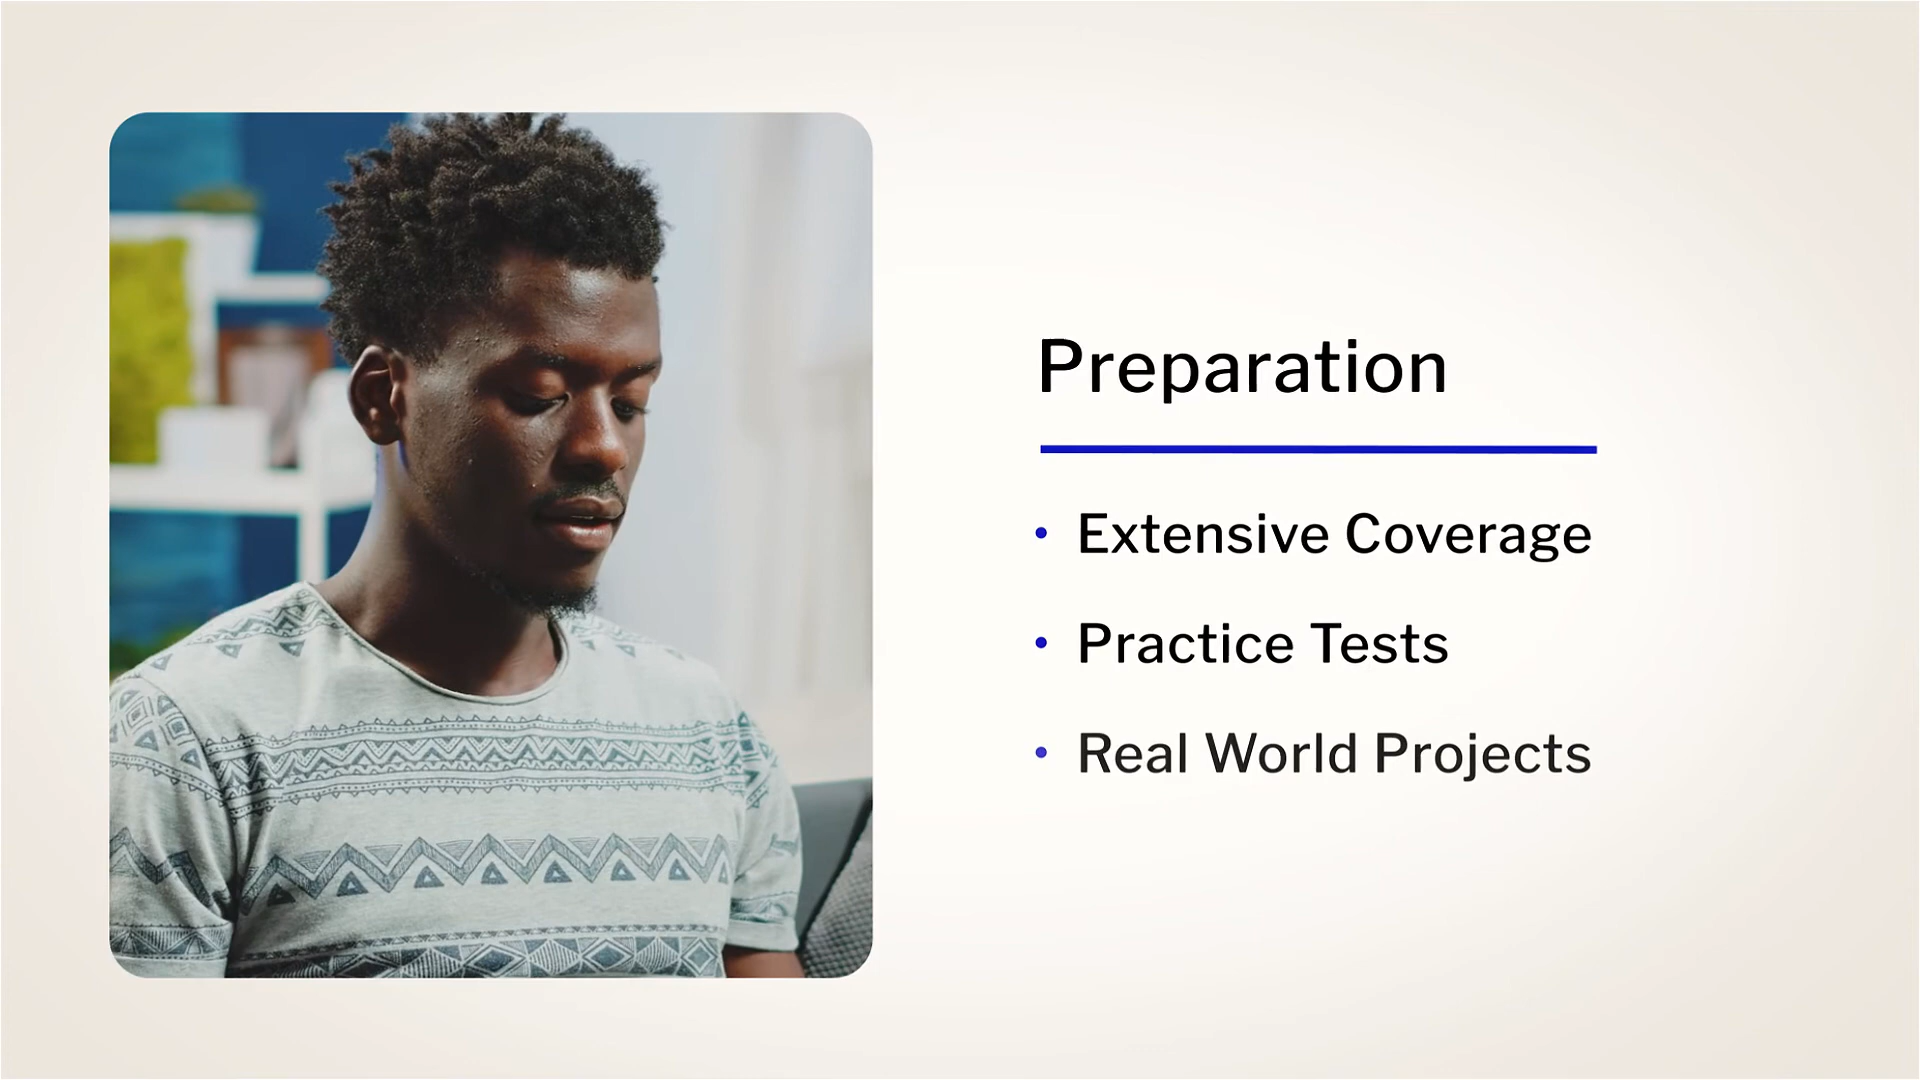 Preparation
• Extensive Coverage
• Practice Tests
• Real World Projects